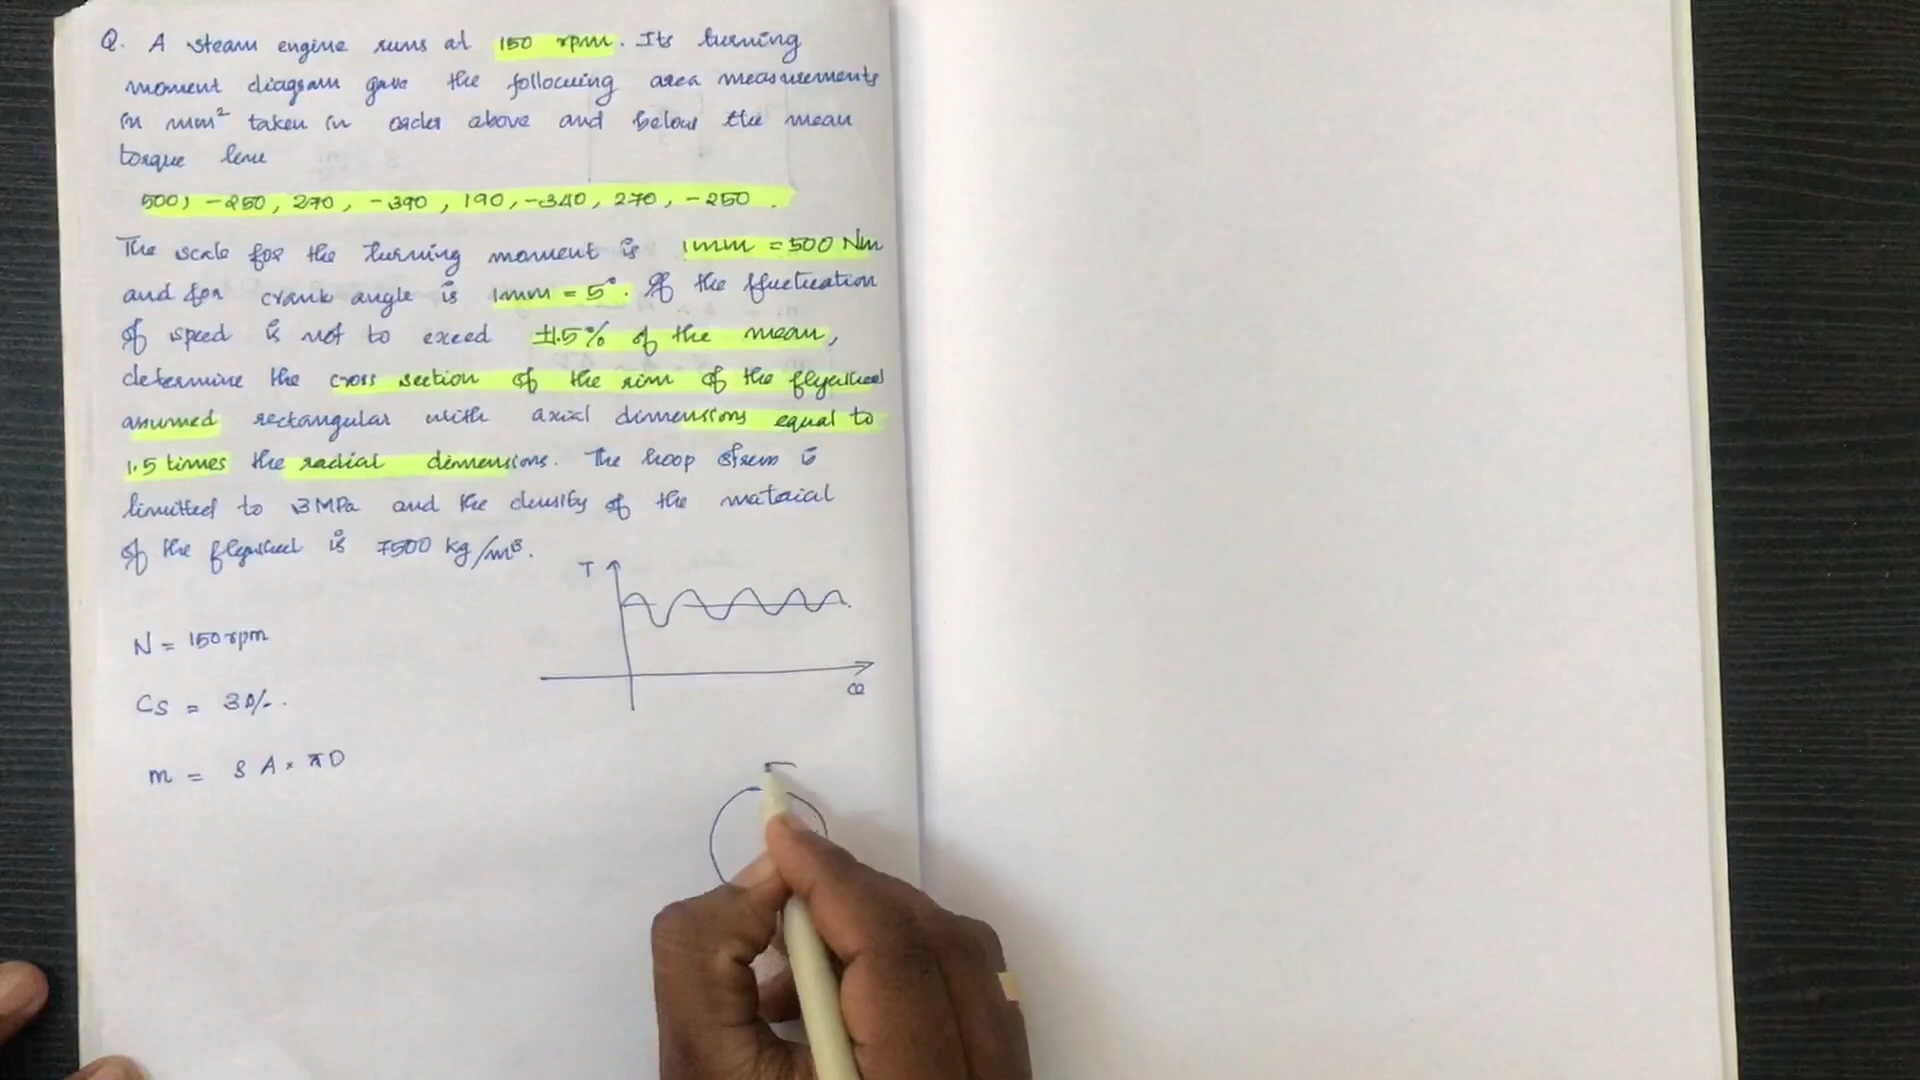 Q. A steam engine runs at 150 rpm. Its turning
moment diagram gave the following area measurements
in mm² taken in order above and below the mean
torque line
500, -250, 270, -390, 190, -340, 270, -250.
The scale for the turning moment is 1mm = 500 Nm
and for crank angle is 1mm = 5°. If the fluctuation
of speed is not to exceed ±1.5% of the mean,
determine the cross section of the rim of the flywheel
assumed rectangular with axial dimensions equal to
1.5 times the radial dimensions. The hoop stress is
limitted to 3 MPa and the density of the material
of the flywheel is 7500 kg/m³.
T
N = 150 rpm
CS = 3%.
m = S A × πD